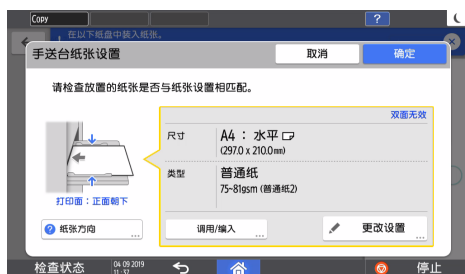 Copy
?
在以下纸盘中装入纸张。
手送台纸张设置
取消
确定
请检查放置的纸张是否与纸张设置相匹配。
双面无效
尺寸
A4 : 水平
(297.0 x 210.0 mm)
类型
普通纸
75-81gsm (普通纸2)
打印面：正面朝下
? 纸张方向 ...
调用/编入 ...
更改设置 ...
检查状态
04 09 2019
11:37
停止